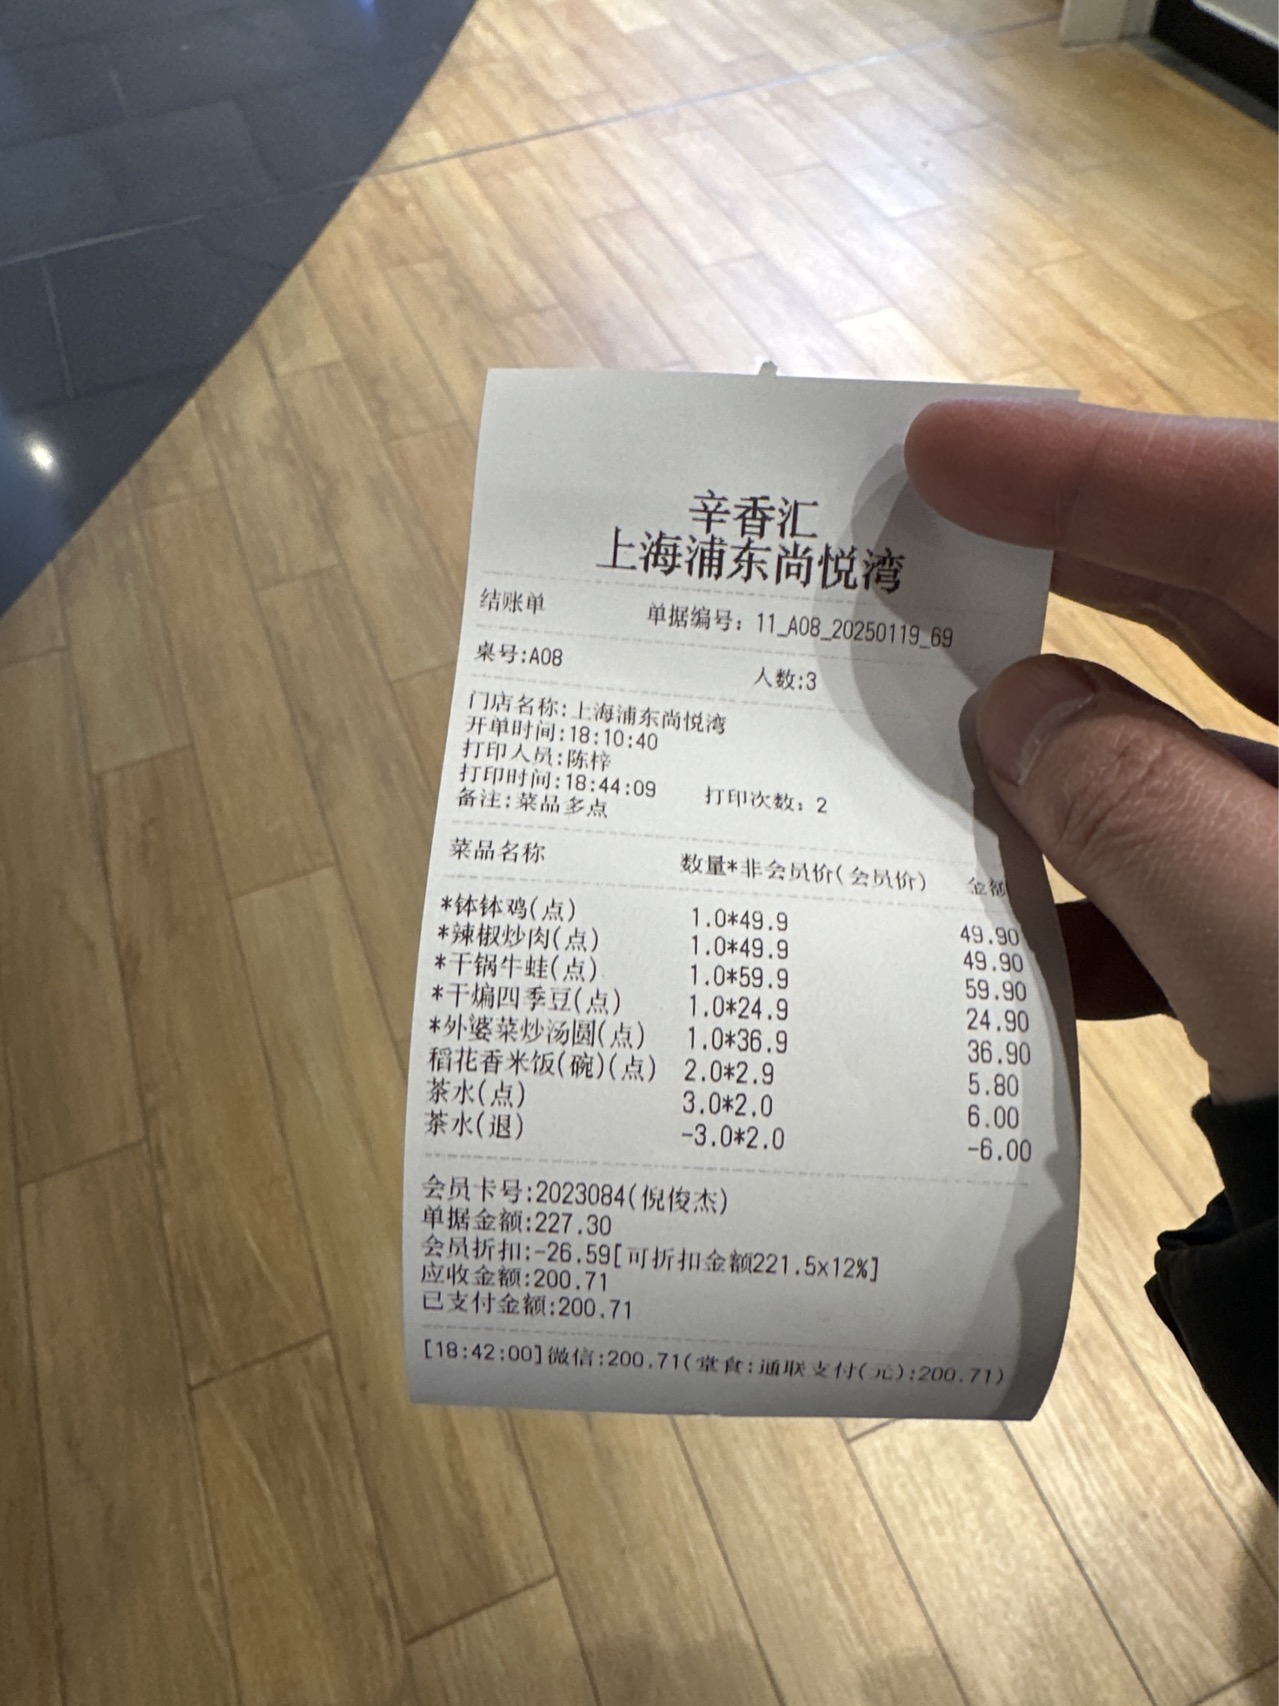 辛香汇
上海浦东尚悦湾
结账单 单据编号: 11_A08_20250119_69
桌号:A08 人数:3
门店名称:上海浦东尚悦湾
开单时间:18:10:40
打印人员:陈梓
打印时间:18:44:09 打印次数: 2
备注:菜品多点
菜品名称 数量*非会员价(会员价) 金额
*钵钵鸡(点) 1.0*49.9 49.90
*辣椒炒肉(点) 1.0*49.9 49.90
*干锅牛蛙(点) 1.0*59.9 59.90
*干煸四季豆(点) 1.0*24.9 24.90
*外婆菜炒汤圆(点) 1.0*36.9 36.90
稻花香米饭(碗)(点) 2.0*2.9 5.80
茶水(点) 3.0*2.0 6.00
茶水(退) -3.0*2.0 -6.00
会员卡号:2023084(倪俊杰)
单据金额:227.30
会员折扣:-26.59[可折扣金额221.5x12%]
应收金额:200.71
已支付金额:200.71
[18:42:00]微信:200.71(堂食:通联支付(元):200.71)